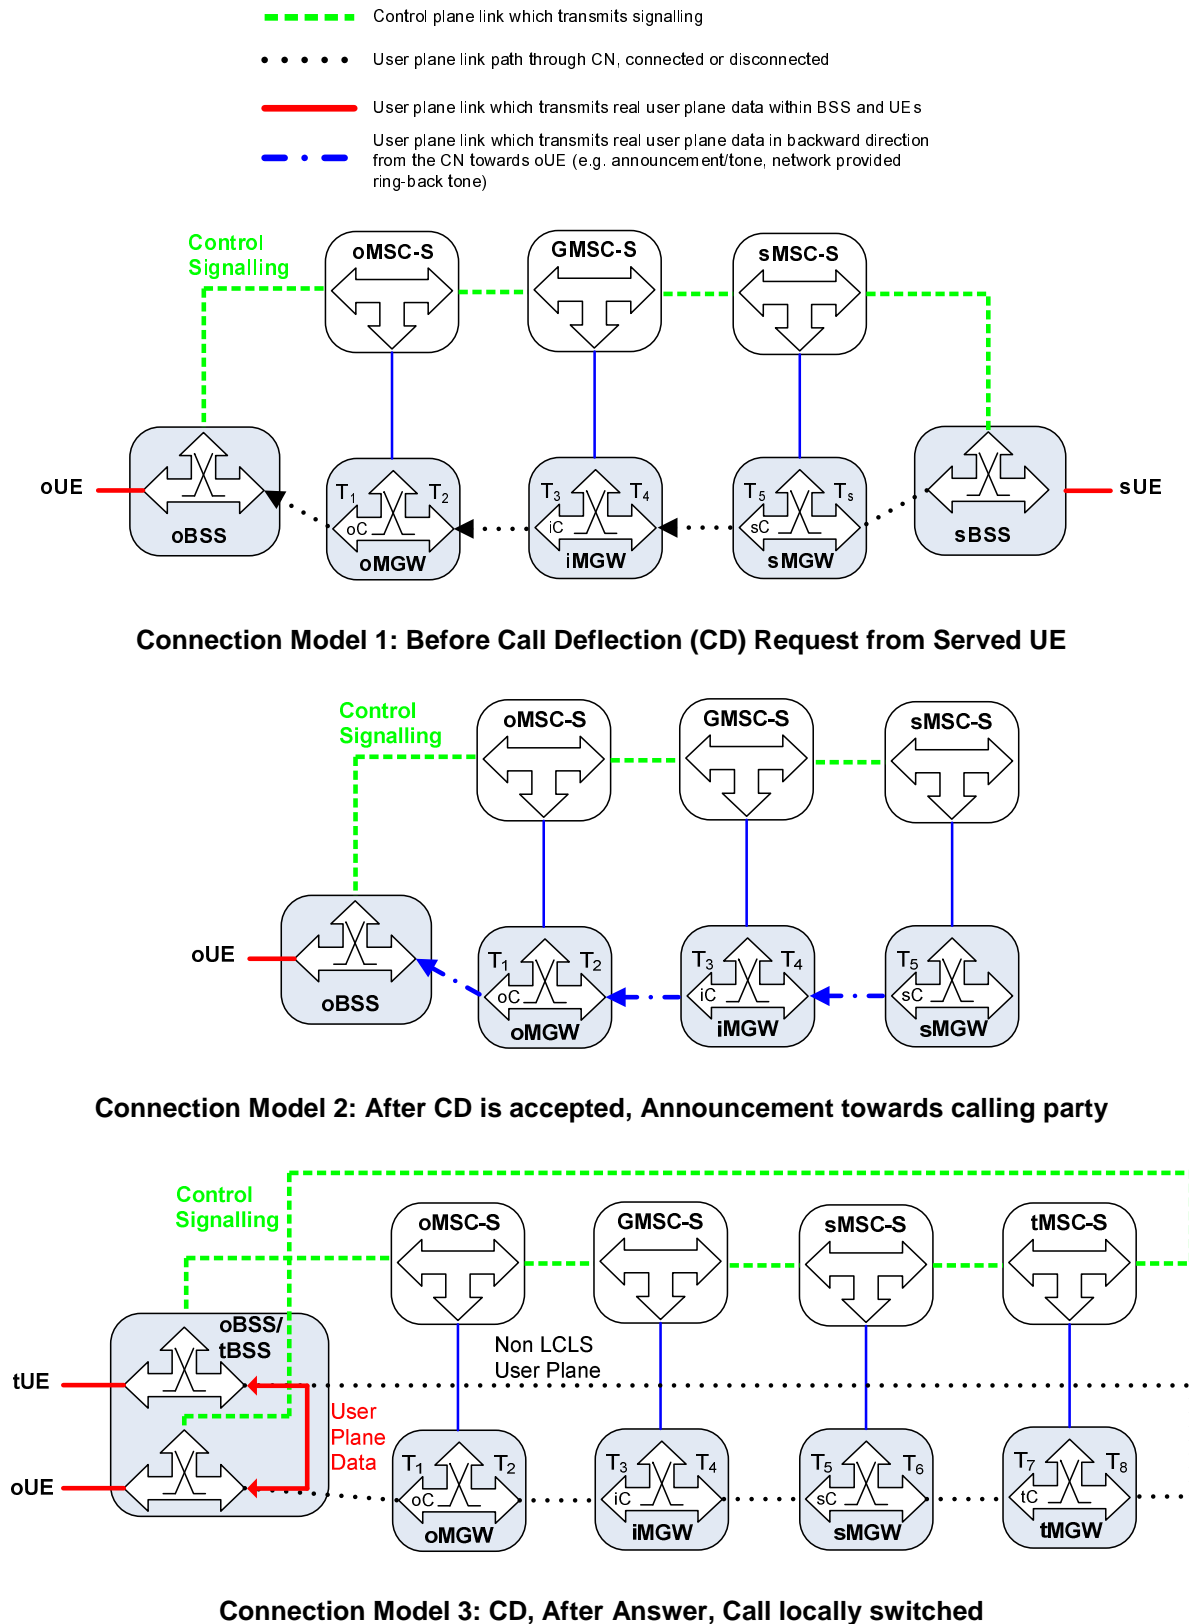 Control plane link which transmits signalling
User plane link path through CN, connected or disconnected
User plane link which transmits real user plane data within BSS and UEs
User plane link which transmits real user plane data in backward direction
from the CN towards oUE (e.g. announcement/tone, network provided
ring-back tone)
Control
Signalling
oMSC-S
GMSC-S
sMSC-S
oUE
oBSS
T1
T2
oC
oMGW
T3
T4
iC
iMGW
T5
Ts
sC
sMGW
sBSS
sUE
Connection Model 1: Before Call Deflection (CD) Request from Served UE
Control
Signalling
oMSC-S
GMSC-S
sMSC-S
oUE
oBSS
T1
T2
oC
oMGW
T3
T4
iC
iMGW
T5
sC
sMGW
Connection Model 2: After CD is accepted, Announcement towards calling party
Control
Signalling
oMSC-S
GMSC-S
sMSC-S
tMSC-S
oBSS/
tBSS
Non LCLS
User Plane
tUE
User
Plane
Data
oUE
T1
T2
oC
oMGW
T3
T4
iC
iMGW
T5
T6
sC
sMGW
T7
T8
tC
tMGW
Connection Model 3: CD, After Answer, Call locally switched